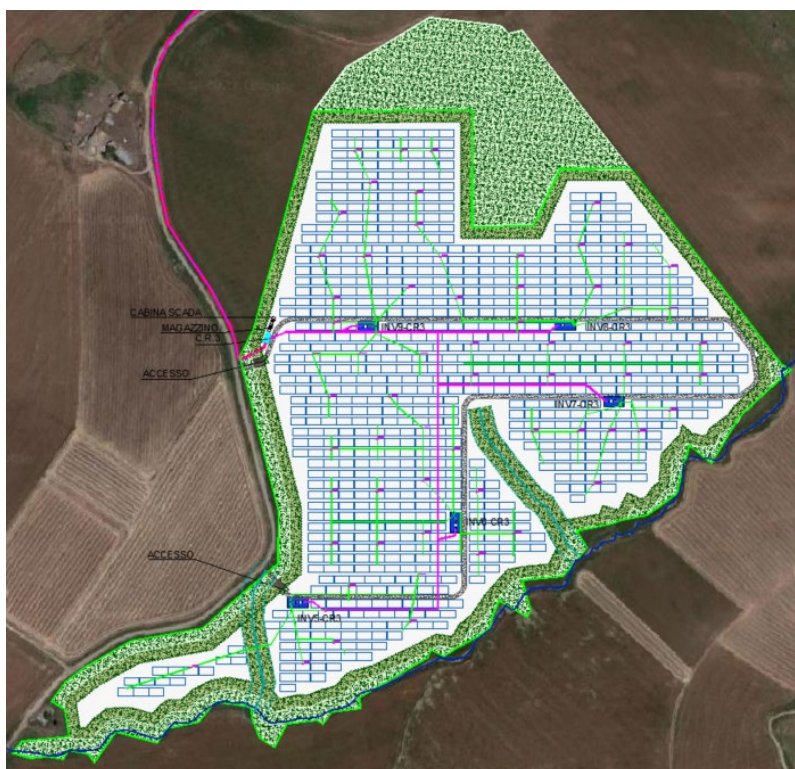 CABINA SCADA
MAGAZZINO
C.R.3
ACCESSO
INV9-CR3
INV8-CR3
INV7-CR3
INV6-CR3
ACCESSO
INV5-CR3